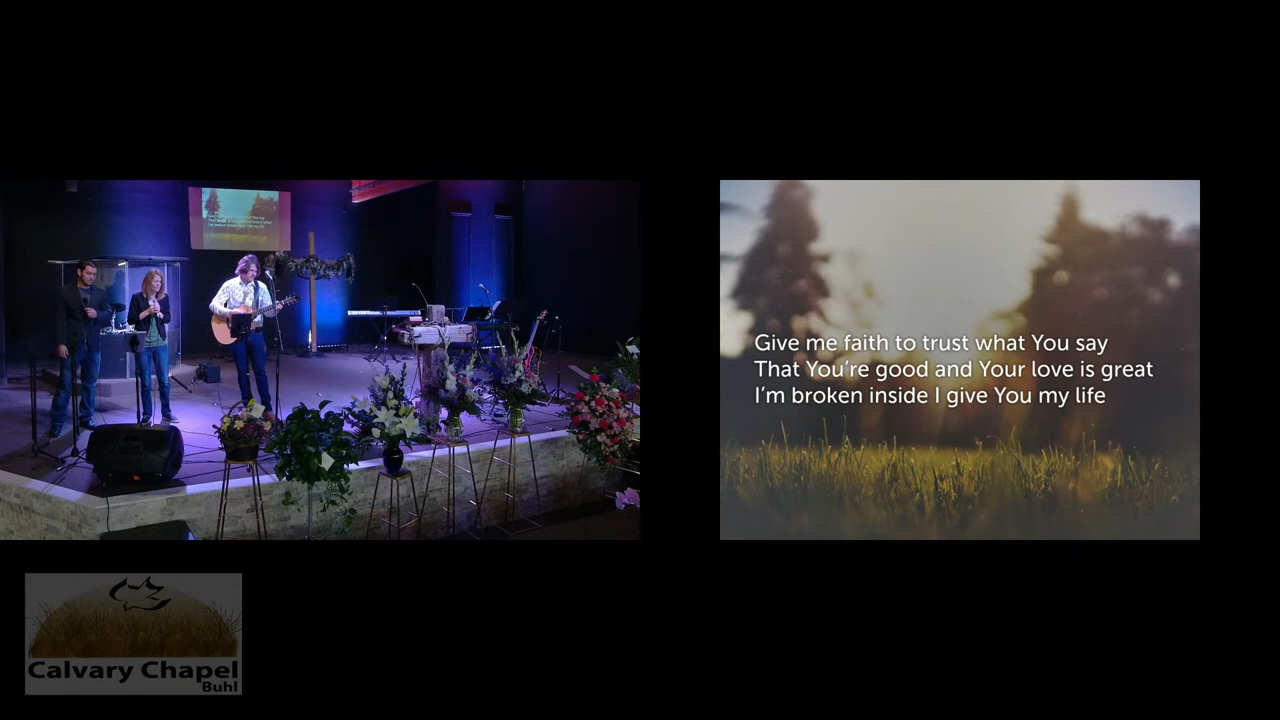 Give me faith to trust what You say
That You're good and Your love is great
I'm broken inside I give You my life
Calvary Chapel
Buhl